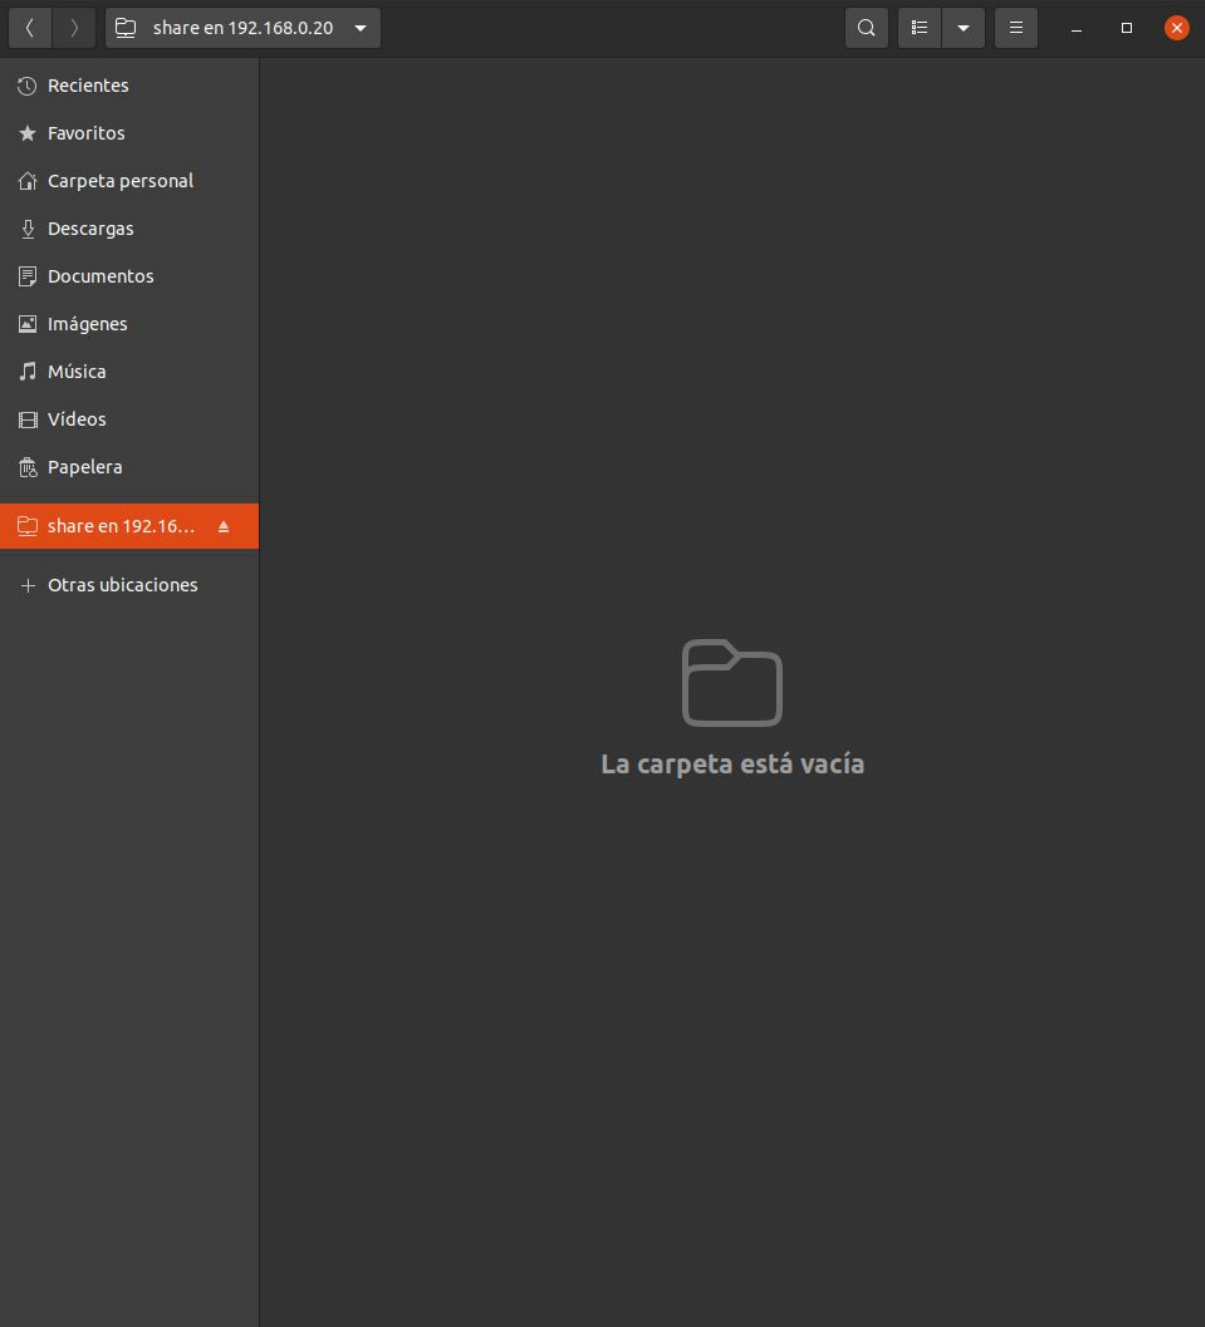 share en 192.168.0.20
Recientes
Favoritos
Carpeta personal
Descargas
Documentos
Imágenes
Música
Vídeos
Papelera
share en 192.16...
Otras ubicaciones
La carpeta está vacía